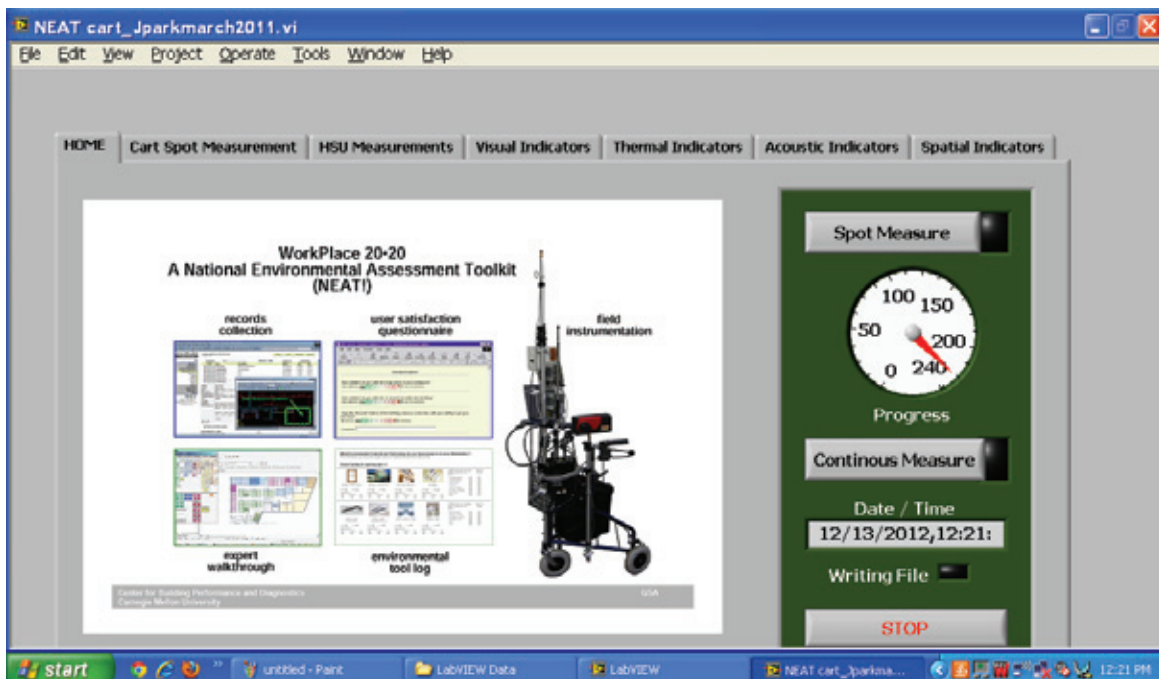 NEAT cart_Jparkmarch2011.vi
File Edit View Project Operate Tools Window Help
HOME Cart Spot Measurement HSU Measurements Visual Indicators Thermal Indicators Acoustic Indicators Spatial Indicators
WorkPlace 20•20
A National Environmental Assessment Toolkit
(NEAT!)
records
collection
user satisfaction
questionnaire
field
instrumentation
expert
walkthrough
environmental
tool log
Center for Building Performance and Diagnostics
Carnegie Mellon University
GSA
Spot Measure
0 50 100 150 200 240
Progress
Continous Measure
Date / Time
12/13/2012,12:21:
Writing File
STOP
start untitled - Paint LabVIEW Data LabVIEW NEAT cart_Jparkma... 12:21 PM